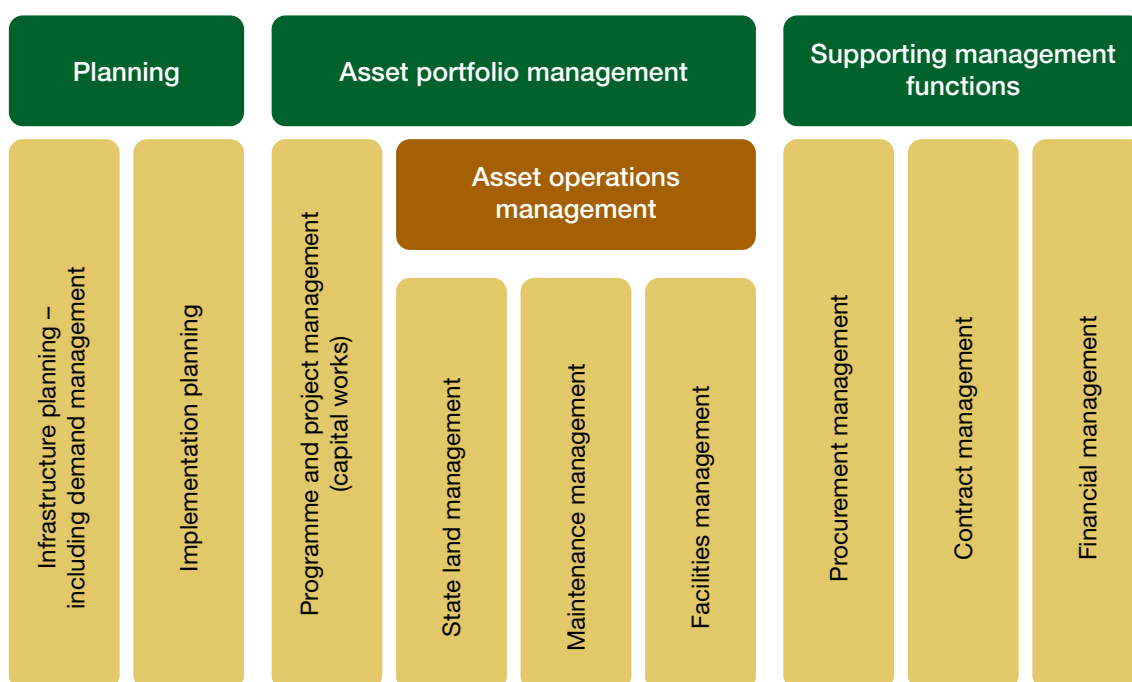 Planning
Asset portfolio management
Supporting management
functions
Asset operations
management
Infrastructure planning –
including demand management
Implementation planning
Programme and project management
(capital works)
State land management
Maintenance management
Facilities management
Procurement management
Contract management
Financial management